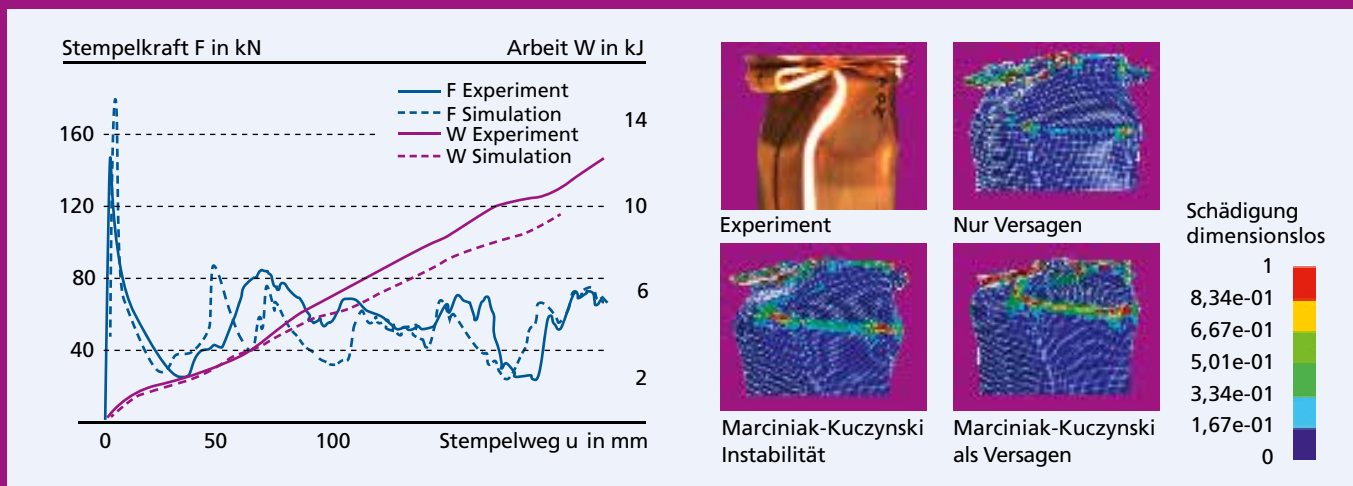 Stempelkraft F in kN
Arbeit W in kJ
F Experiment
F Simulation
W Experiment
W Simulation
160
120
80
40
14
10
6
2
0
50
100
Stempelweg u in mm
Experiment
Nur Versagen
Marciniak-Kuczynski
Instabilität
Marciniak-Kuczynski
als Versagen
Schädigung
dimensionslos
1
8,34e-01
6,67e-01
5,01e-01
3,34e-01
1,67e-01
0